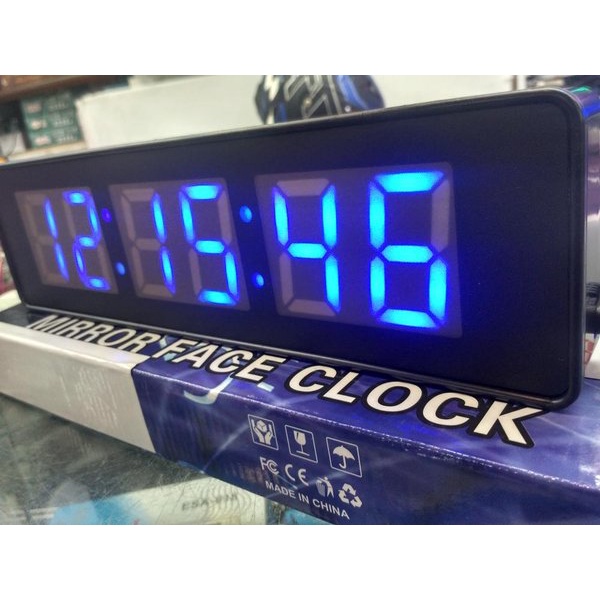 12:15:46
MIRROR FACE CLOCK
FC CE
MADE IN CHINA